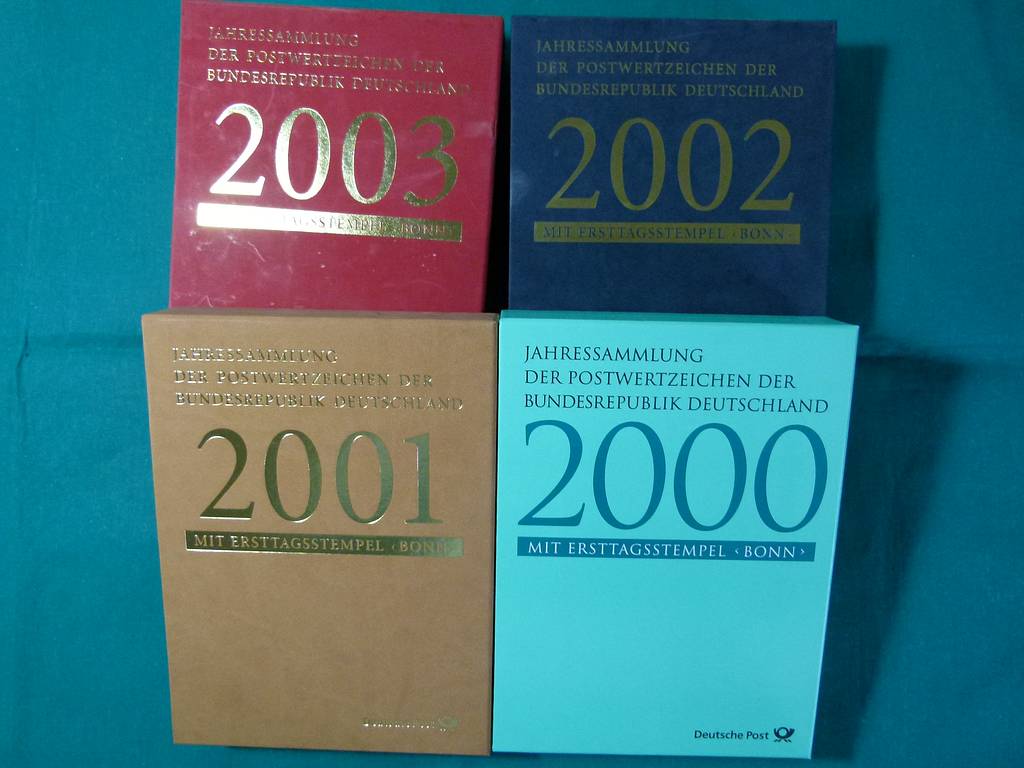 JAHRESSAMMLUNG
DER POSTWERTZEICHEN DER
BUNDESREPUBLIK DEUTSCHLAND
2003
TAGSSTEMPEL ‹BONN›
JAHRESSAMMLUNG
DER POSTWERTZEICHEN DER
BUNDESREPUBLIK DEUTSCHLAND
2002
MIT ERSTTAGSSTEMPEL ‹BONN›
JAHRESSAMMLUNG
DER POSTWERTZEICHEN DER
BUNDESREPUBLIK DEUTSCHLAND
2001
MIT ERSTTAGSSTEMPEL ‹BONN›
JAHRESSAMMLUNG
DER POSTWERTZEICHEN DER
BUNDESREPUBLIK DEUTSCHLAND
2000
MIT ERSTTAGSSTEMPEL ‹BONN›
Deutsche Post